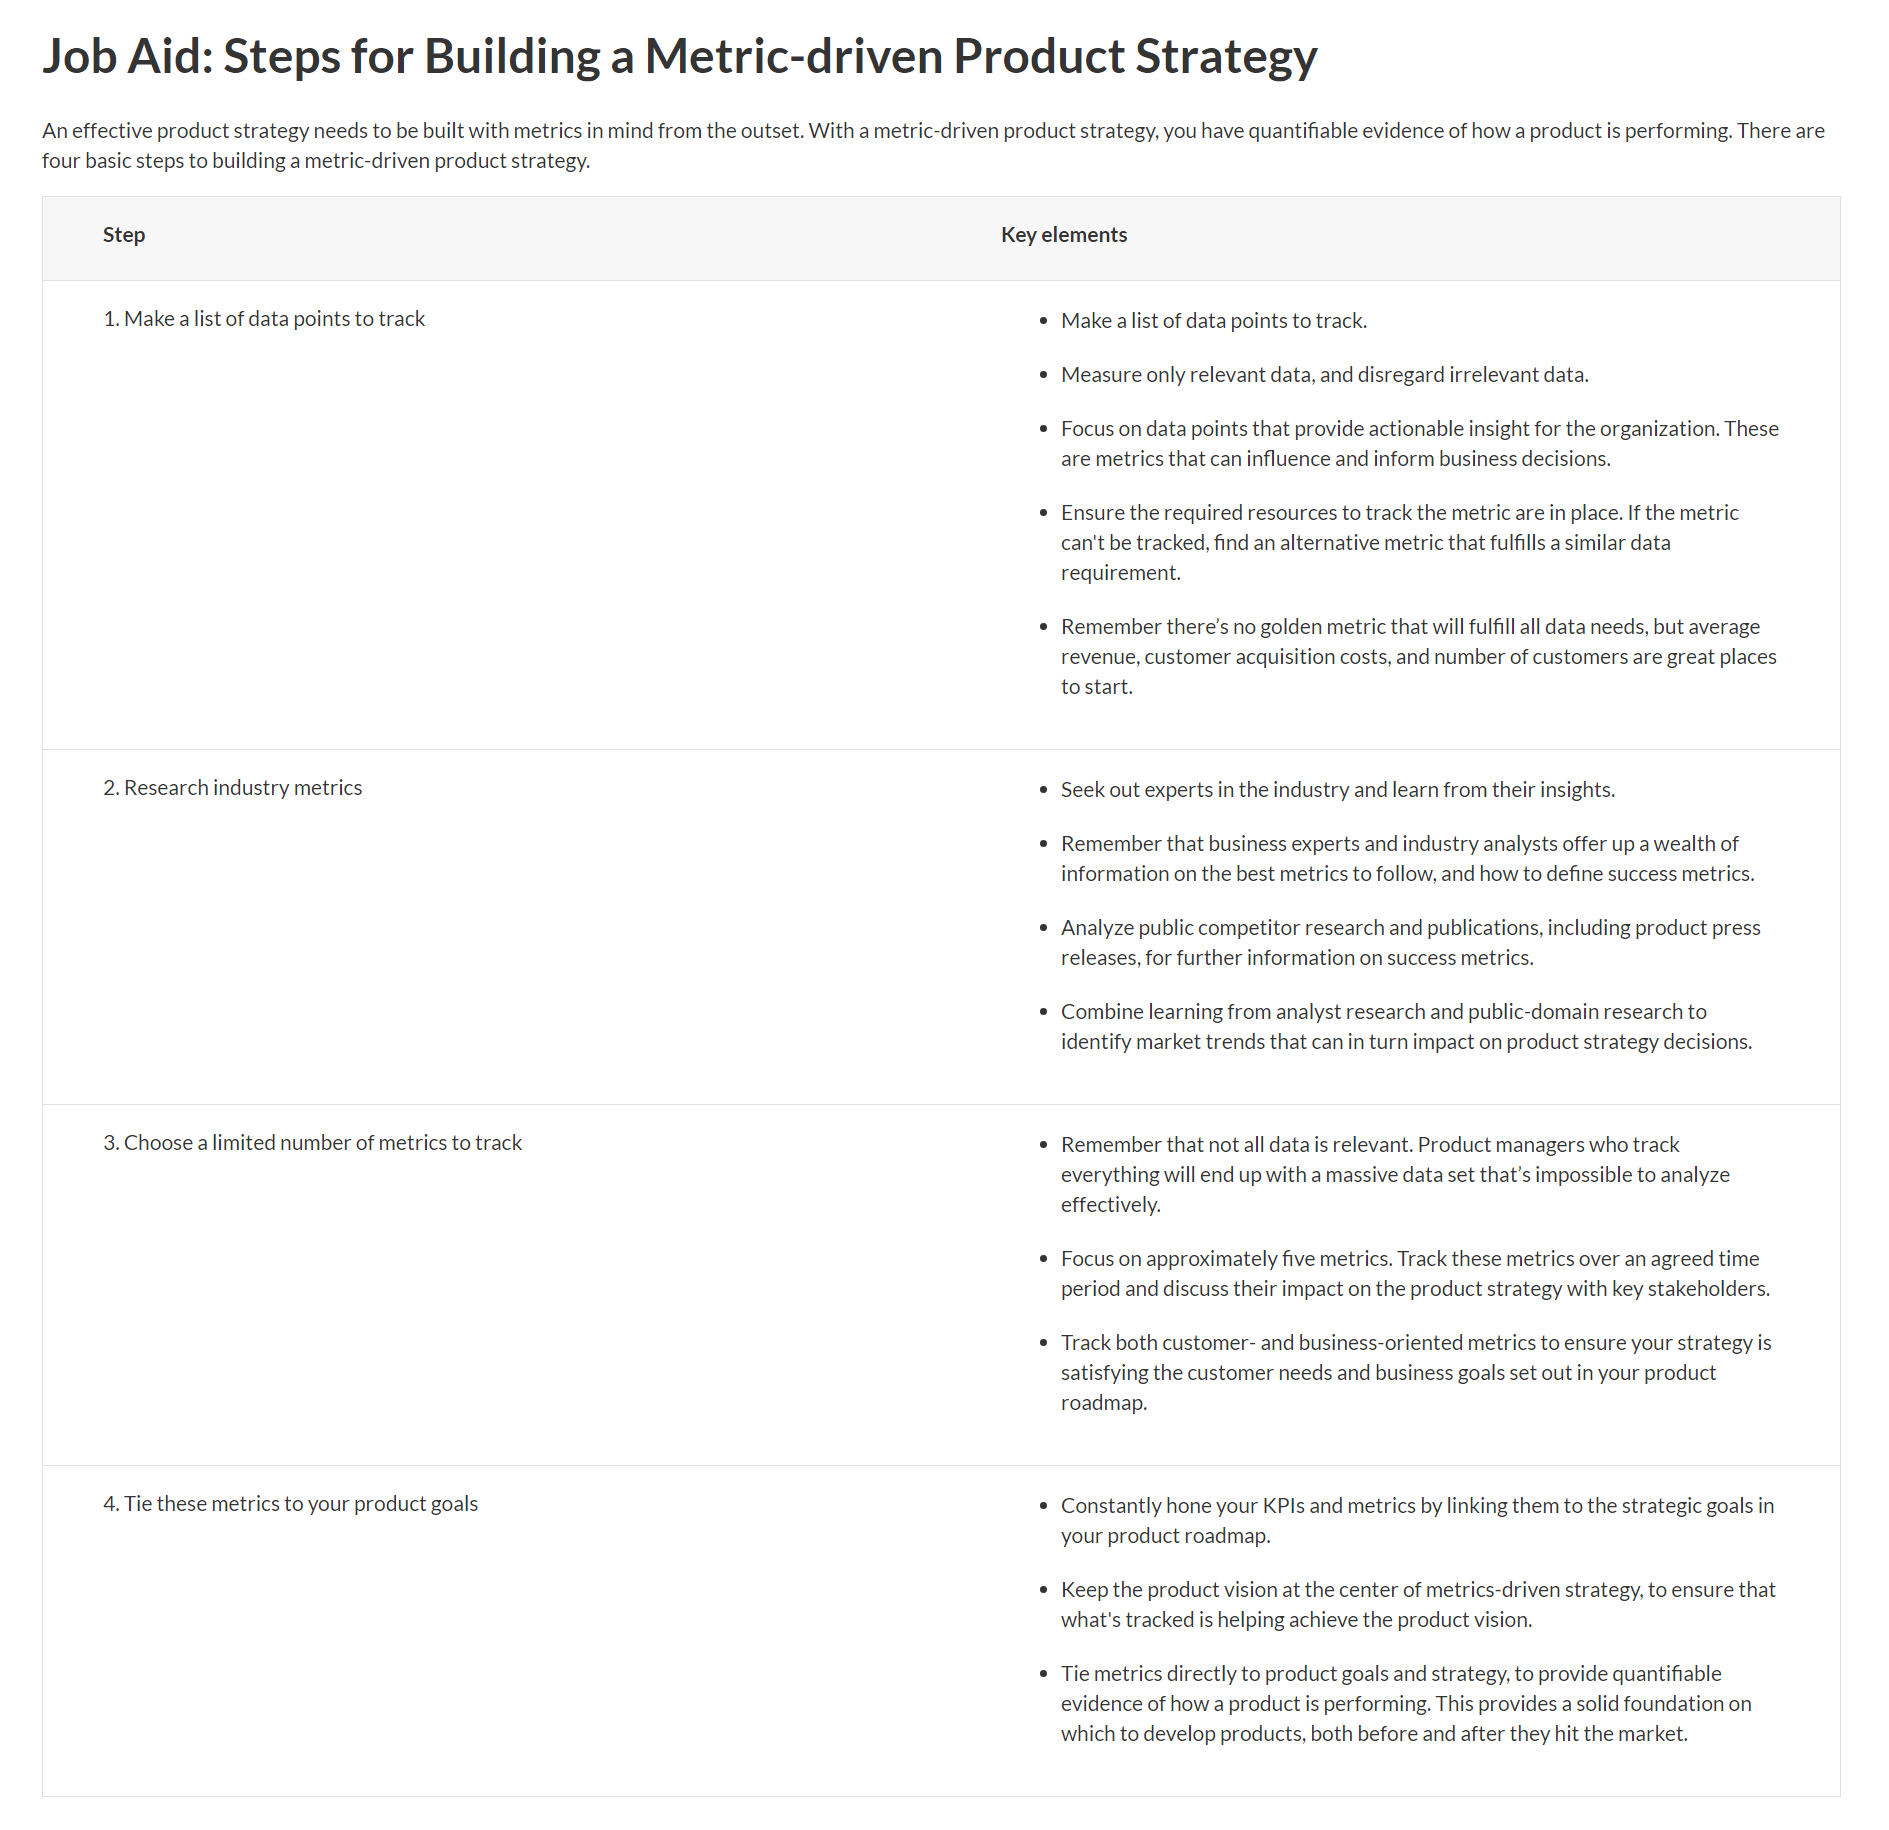 Job Aid: Steps for Building a Metric-driven Product Strategy
An effective product strategy needs to be built with metrics in mind from the outset. With a metric-driven product strategy, you have quantifiable evidence of how a product is performing. There are
four basic steps to building a metric-driven product strategy.
Step
Key elements
1. Make a list of data points to track
• Make a list of data points to track.
• Measure only relevant data, and disregard irrelevant data.
• Focus on data points that provide actionable insight for the organization. These
are metrics that can influence and inform business decisions.
• Ensure the required resources to track the metric are in place. If the metric
can't be tracked, find an alternative metric that fulfills a similar data
requirement.
• Remember there’s no golden metric that will fulfill all data needs, but average
revenue, customer acquisition costs, and number of customers are great places
to start.
2. Research industry metrics
• Seek out experts in the industry and learn from their insights.
• Remember that business experts and industry analysts offer up a wealth of
information on the best metrics to follow, and how to define success metrics.
• Analyze public competitor research and publications, including product press
releases, for further information on success metrics.
• Combine learning from analyst research and public-domain research to
identify market trends that can in turn impact on product strategy decisions.
3. Choose a limited number of metrics to track
• Remember that not all data is relevant. Product managers who track
everything will end up with a massive data set that’s impossible to analyze
effectively.
• Focus on approximately five metrics. Track these metrics over an agreed time
period and discuss their impact on the product strategy with key stakeholders.
• Track both customer- and business-oriented metrics to ensure your strategy is
satisfying the customer needs and business goals set out in your product
roadmap.
4. Tie these metrics to your product goals
• Constantly hone your KPIs and metrics by linking them to the strategic goals in
your product roadmap.
• Keep the product vision at the center of metrics-driven strategy, to ensure that
what's tracked is helping achieve the product vision.
• Tie metrics directly to product goals and strategy, to provide quantifiable
evidence of how a product is performing. This provides a solid foundation on
which to develop products, both before and after they hit the market.